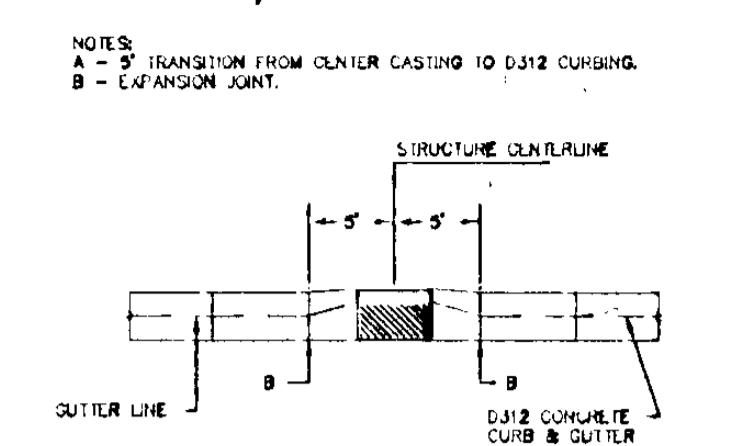 NOTES:
A - 5' TRANSITION FROM CENTER CASTING TO D312 CURBING.
B - EXPANSION JOINT.
STRUCTURE CENTERLINE
5' 5'
B B
GUTTER LINE
D312 CONCRETE
CURB & GUTTER